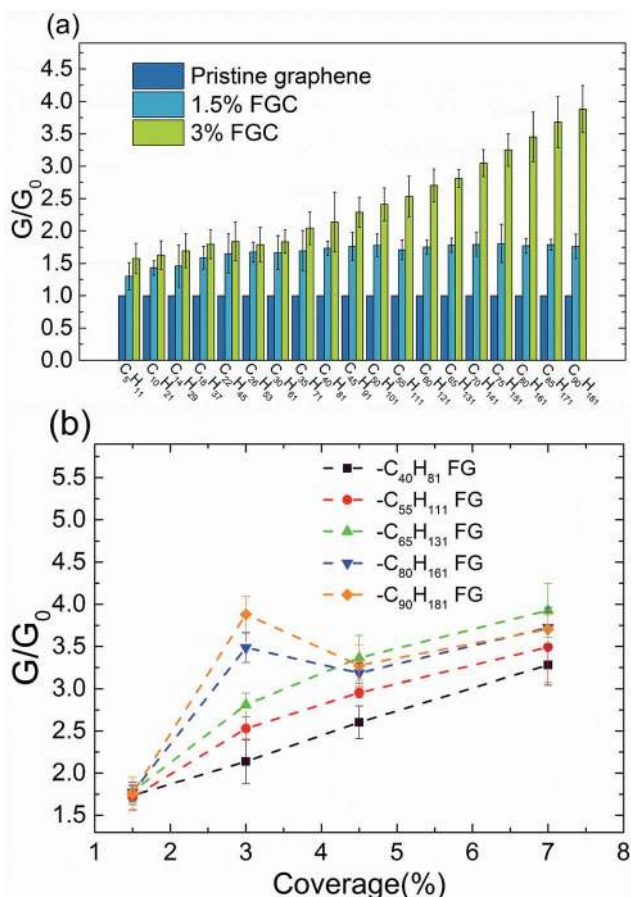 (a)
Pristine graphene
1.5% FGC
3% FGC
G/G₀
4.5
4.0
3.5
3.0
2.5
2.0
1.5
1.0
0.5
0.0
C₅H₁₁ C₁₀H₂₁ C₁₄H₂₉ C₁₈H₃₇ C₂₂H₄₅ C₂₆H₅₃ C₃₀H₆₁ C₃₅H₇₁ C₄₀H₈₁ C₄₅H₉₁ C₅₀H₁₀₁ C₅₅H₁₁₁ C₆₀H₁₂₁ C₆₅H₁₃₁ C₇₀H₁₄₁ C₇₅H₁₅₁ C₈₀H₁₆₁ C₈₅H₁₇₁ C₉₀H₁₈₁
(b)
-C₄₀H₈₁ FG
-C₅₅H₁₁₁ FG
-C₆₅H₁₃₁ FG
-C₈₀H₁₆₁ FG
-C₉₀H₁₈₁ FG
G/G₀
5.5
5.0
4.5
4.0
3.5
3.0
2.5
2.0
1.5
1 2 3 4 5 6 7 8
Coverage(%)